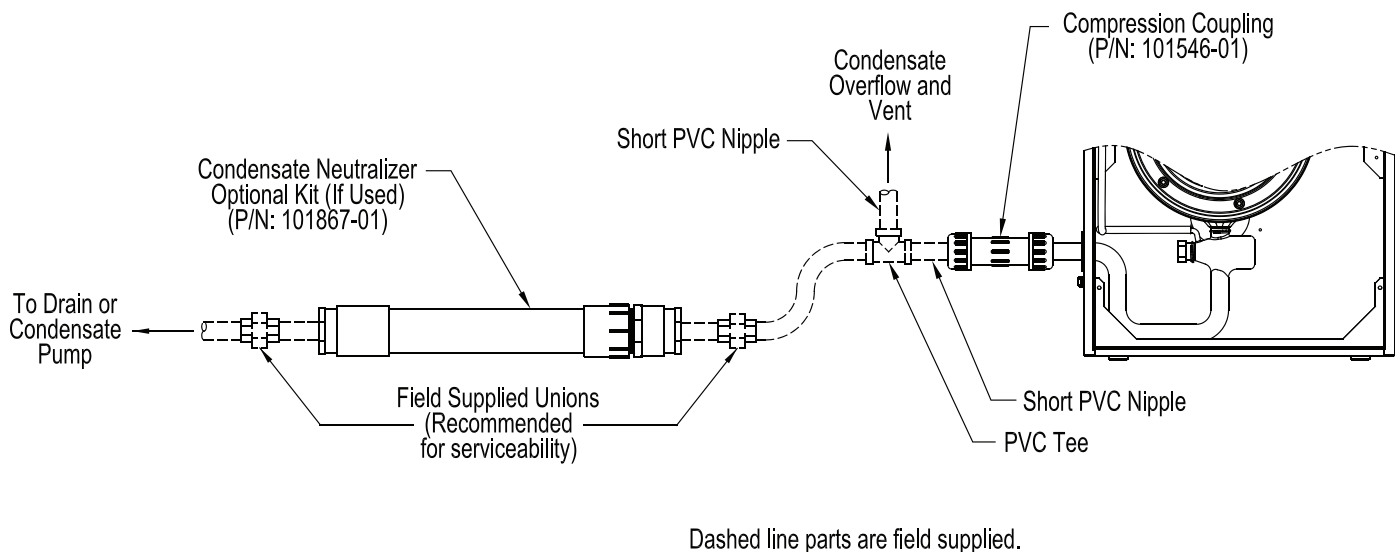 Compression Coupling
(P/N: 101546-01)
Condensate
Overflow and
Vent
Short PVC Nipple
Condensate Neutralizer
Optional Kit (If Used)
(P/N: 101867-01)
To Drain or
Condensate
Pump
Field Supplied Unions
(Recommended
for serviceability)
Short PVC Nipple
PVC Tee
Dashed line parts are field supplied.